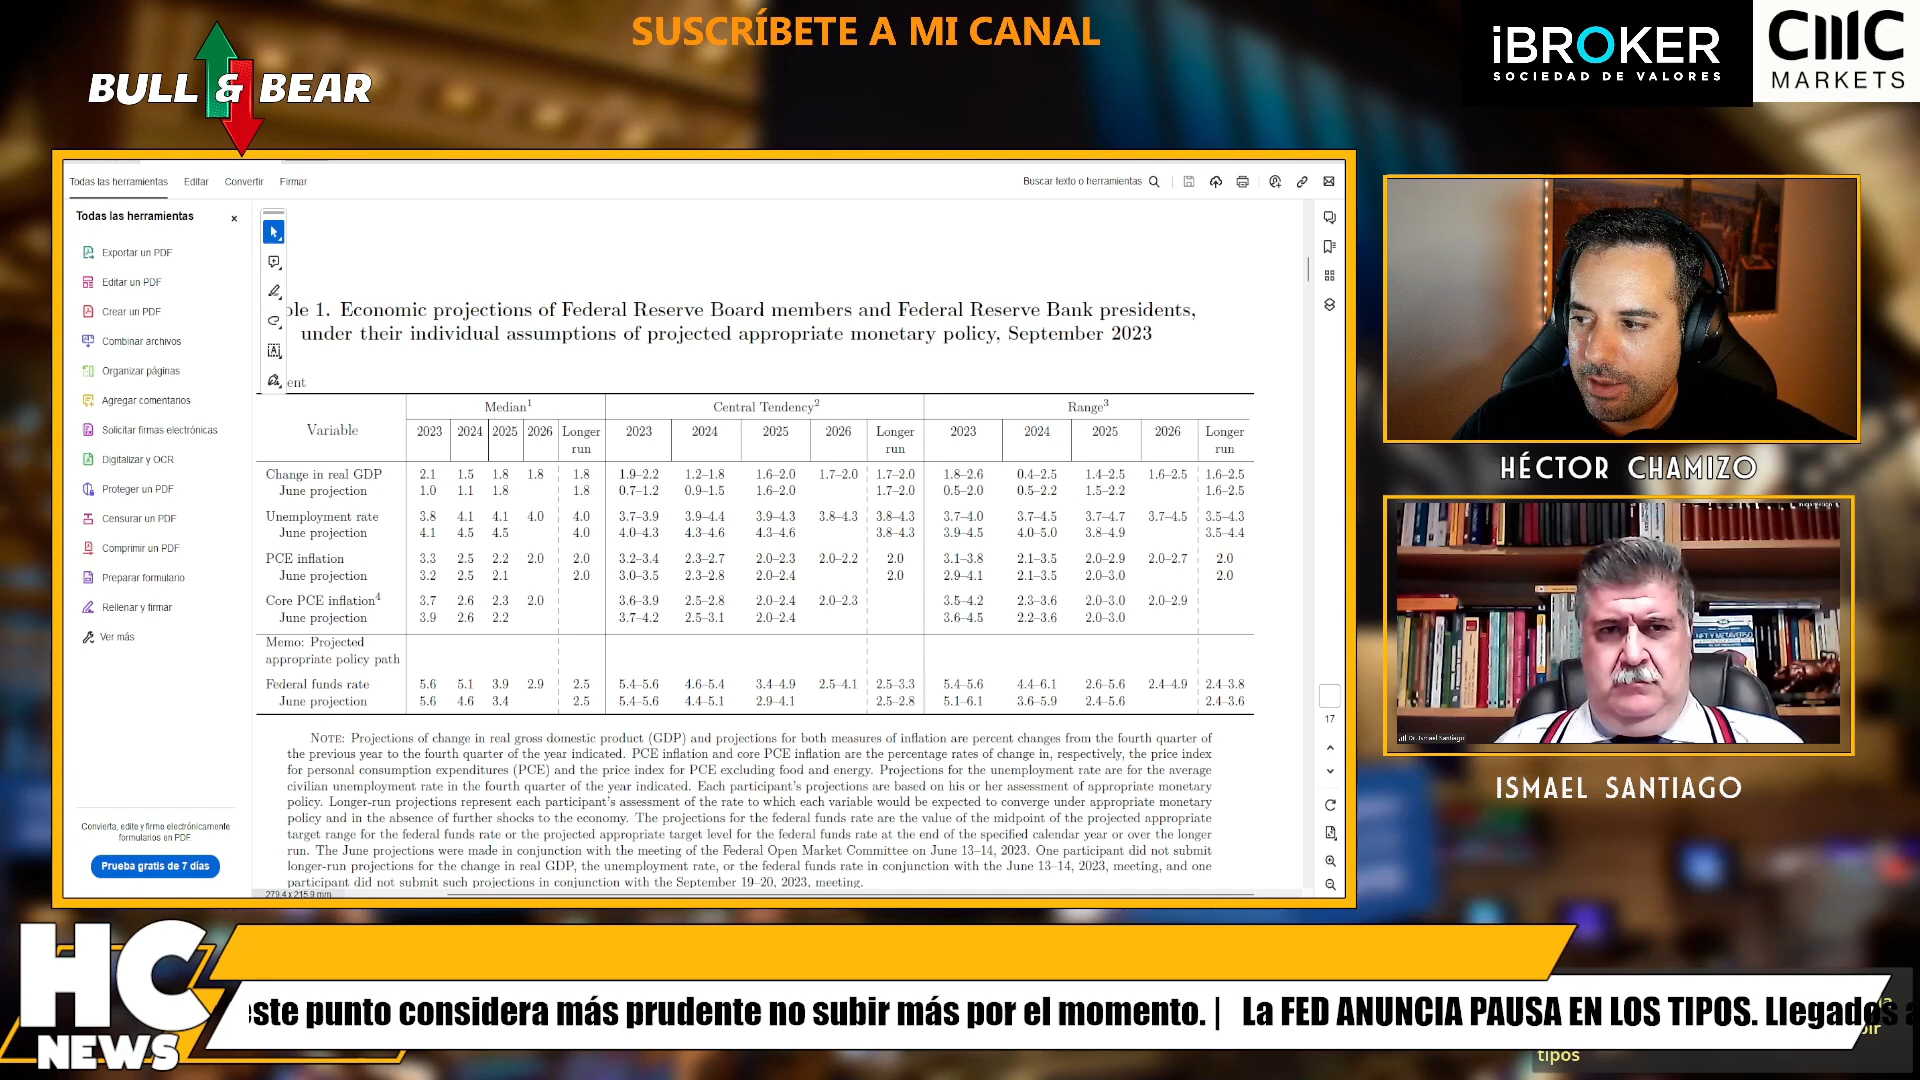 SUSCRÍBETE A MI CANAL
BULL & BEAR
iBROKER
SOCIEDAD DE VALORES
CMC
MARKETS
Todas las herramientas Editar Convertir Firmar
Buscar texto o herramientas
Todas las herramientas x
Exportar un PDF
Editar un PDF
Crear un PDF
Combinar archivos
Organizar páginas
Agregar comentarios
Solicitar firmas electrónicas
Digitalizar y OCR
Proteger un PDF
Censurar un PDF
Comprimir un PDF
Preparar formulario
Rellenar y firmar
Ver más
Convierta, edite y firme electrónicamente
formularios en PDF.
Prueba gratis de 7 días
ble 1. Economic projections of Federal Reserve Board members and Federal Reserve Bank presidents,
under their individual assumptions of projected appropriate monetary policy, September 2023
ent
Variable Median1 Central Tendency2 Range3
2023 2024 2025 2026 Longer run 2023 2024 2025 2026 Longer run 2023 2024 2025 2026 Longer run
Change in real GDP 2.1 1.5 1.8 1.8 1.8 1.9–2.2 1.2–1.8 1.6–2.0 1.7–2.0 1.7–2.0 1.8–2.6 0.4–2.5 1.4–2.5 1.6–2.5 1.6–2.5
June projection 1.0 1.1 1.8 1.8 0.7–1.2 0.9–1.5 1.6–2.0 1.7–2.0 0.5–2.0 0.5–2.2 1.5–2.2 1.6–2.5
Unemployment rate 3.8 4.1 4.1 4.0 4.0 3.7–3.9 3.9–4.4 3.9–4.3 3.8–4.3 3.8–4.3 3.7–4.0 3.7–4.5 3.7–4.7 3.7–4.5 3.5–4.3
June projection 4.1 4.5 4.5 4.0 4.0–4.3 4.3–4.6 4.3–4.6 3.8–4.3 3.9–4.5 4.0–5.0 3.8–4.9 3.5–4.4
PCE inflation 3.3 2.5 2.2 2.0 2.0 3.2–3.4 2.3–2.7 2.0–2.3 2.0–2.2 2.0 3.1–3.8 2.1–3.5 2.0–2.9 2.0–2.7 2.0
June projection 3.2 2.5 2.1 2.0 3.0–3.5 2.3–2.8 2.0–2.4 2.0 2.9–4.1 2.1–3.5 2.0–3.0 2.0
Core PCE inflation4 3.7 2.6 2.3 2.0 3.6–3.9 2.5–2.8 2.0–2.4 2.0–2.3 3.5–4.2 2.3–3.6 2.0–3.0 2.0–2.9
June projection 3.9 2.6 2.2 3.7–4.2 2.5–3.1 2.0–2.4 3.6–4.5 2.2–3.6 2.0–3.0
Memo: Projected
appropriate policy path
Federal funds rate 5.6 5.1 3.9 2.9 2.5 5.4–5.6 4.6–5.4 3.4–4.9 2.5–4.1 2.5–3.3 5.4–5.6 4.4–6.1 2.6–5.6 2.4–4.9 2.4–3.8
June projection 5.6 4.6 3.4 2.5 5.4–5.6 4.4–5.1 2.9–4.1 2.5–2.8 5.1–6.1 3.6–5.9 2.4–5.6 2.4–3.6
NOTE: Projections of change in real gross domestic product (GDP) and projections for both measures of inflation are percent changes from the fourth quarter of
the previous year to the fourth quarter of the year indicated. PCE inflation and core PCE inflation are the percentage rates of change in, respectively, the price index
for personal consumption expenditures (PCE) and the price index for PCE excluding food and energy. Projections for the unemployment rate are for the average
civilian unemployment rate in the fourth quarter of the year indicated. Each participant's projections are based on his or her assessment of appropriate monetary
policy. Longer-run projections represent each participant's assessment of the rate to which each variable would be expected to converge under appropriate monetary
policy and in the absence of further shocks to the economy. The projections for the federal funds rate are the value of the midpoint of the projected appropriate
target range for the federal funds rate or the projected appropriate target level for the federal funds rate at the end of the specified calendar year or over the longer
run. The June projections were made in conjunction with the meeting of the Federal Open Market Committee on June 13–14, 2023. One participant did not submit
longer-run projections for the change in real GDP, the unemployment rate, or the federal funds rate in conjunction with the June 13–14, 2023, meeting, and one
participant did not submit such projections in conjunction with the September 19–20, 2023, meeting.
279.4 x 215.9 mm
17
HÉCTOR CHAMIZO
NFT Y METAVERSO
Dr. Ismael Santiago
ISMAEL SANTIAGO
HC
NEWS
este punto considera más prudente no subir más por el momento. | La FED ANUNCIA PAUSA EN LOS TIPOS. Llegados a
tipos